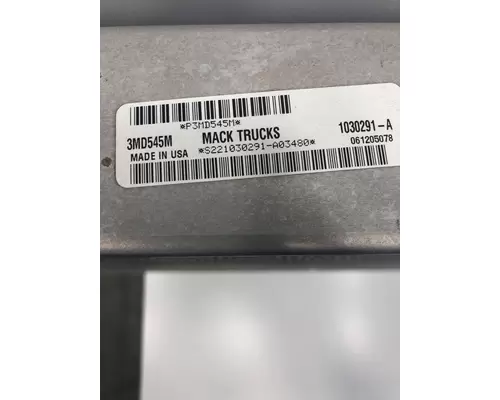 *P3MD545M*
3MD545M MACK TRUCKS 1030291-A
MADE IN USA *S221030291-A03480* 061205078